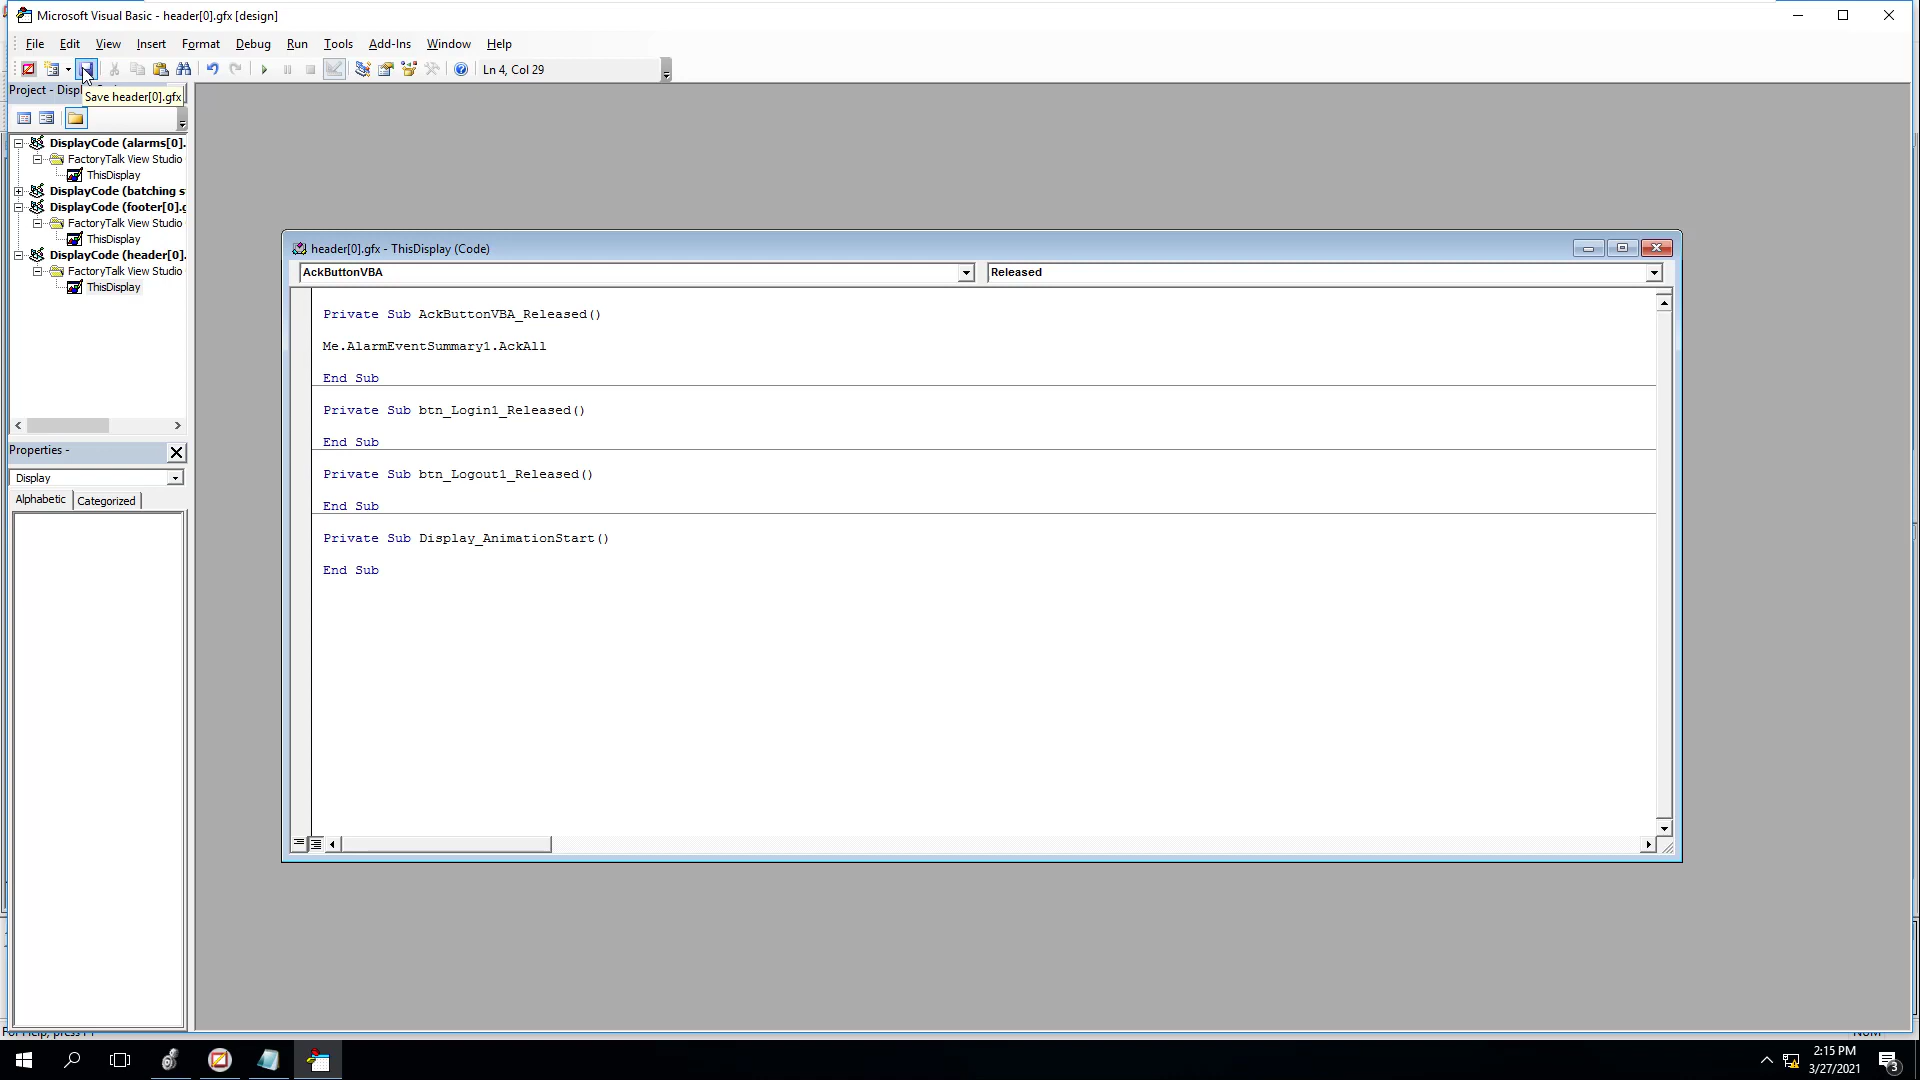 Microsoft Visual Basic - header[0].gfx [design]
File Edit View Insert Format Debug Run Tools Add-Ins Window Help
Ln 4, Col 29
Project - Displ
Save header[0].gfx
DisplayCode (alarms[0].
FactoryTalk View Studio
ThisDisplay
DisplayCode (batching s
DisplayCode (footer[0].g
FactoryTalk View Studio
ThisDisplay
DisplayCode (header[0].
FactoryTalk View Studio
ThisDisplay
Properties -
Display
Alphabetic Categorized
header[0].gfx - ThisDisplay (Code)
AckButtonVBA Released
Private Sub AckButtonVBA_Released()
Me.AlarmEventSummary1.AckAll
End Sub
Private Sub btn_Login1_Released()
End Sub
Private Sub btn_Logout1_Released()
End Sub
Private Sub Display_AnimationStart()
End Sub
2:15 PM
3/27/2021
3